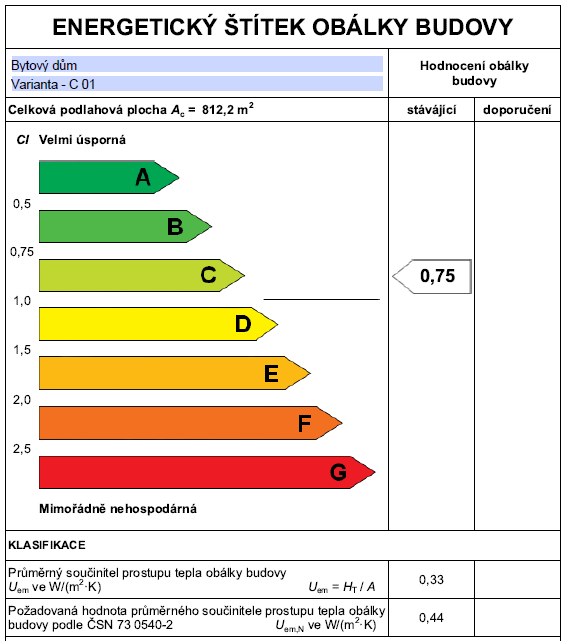 ENERGETICKÝ ŠTÍTEK OBÁLKY BUDOVY
Bytový dům
Varianta - C 01
Hodnocení obálky
budovy
Celková podlahová plocha Ac = 812,2 m²
stávající
doporučení
CI Velmi úsporná
A
0,5
B
0,75
C
0,75
1,0
D
1,5
E
2,0
F
2,5
G
Mimořádně nehospodárná
KLASIFIKACE
Průměrný součinitel prostupu tepla obálky budovy
Uem ve W/(m²·K) Uem = HT / A
0,33
Požadovaná hodnota průměrného součinitele prostupu tepla obálky
budovy podle ČSN 73 0540-2 Uem,N ve W/(m²·K)
0,44